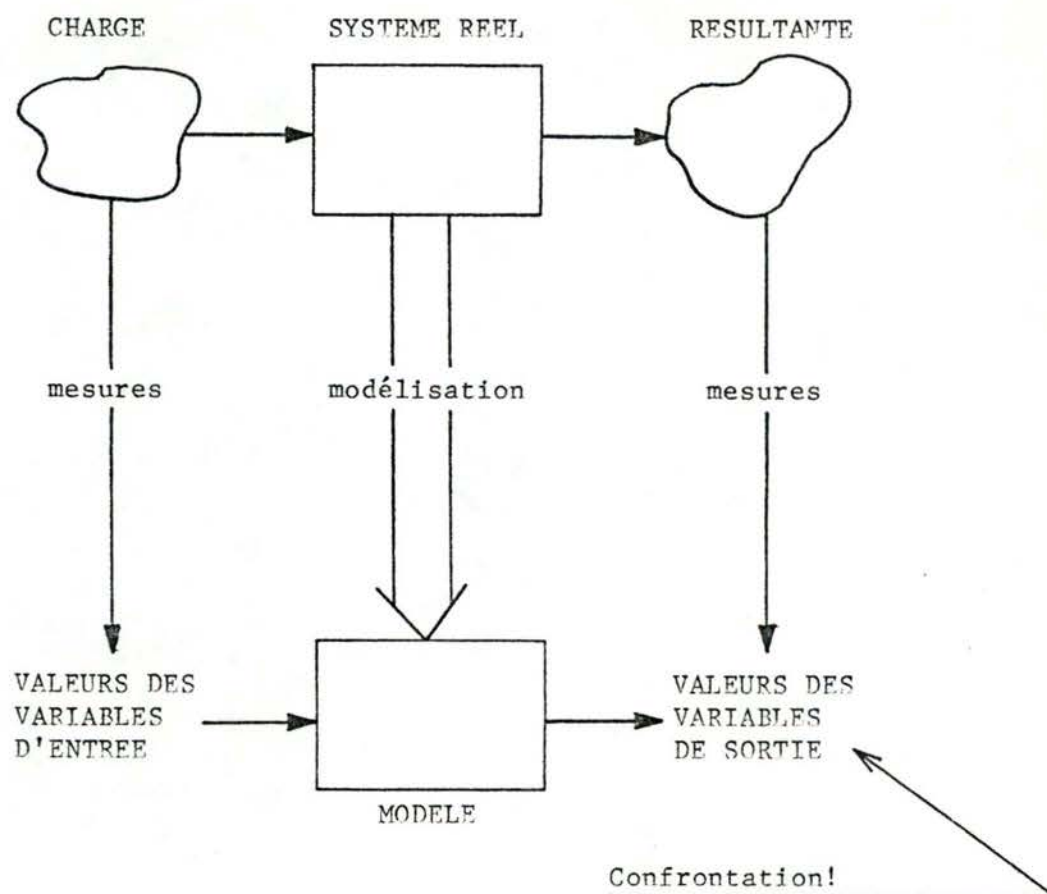 CHARGE
SYSTEME REEL
RESULTANTE
mesures
modélisation
mesures
VALEURS DES
VARIABLES
D'ENTREE
VALEURS DES
VARIABLES
DE SORTIE
MODELE
Confrontation!